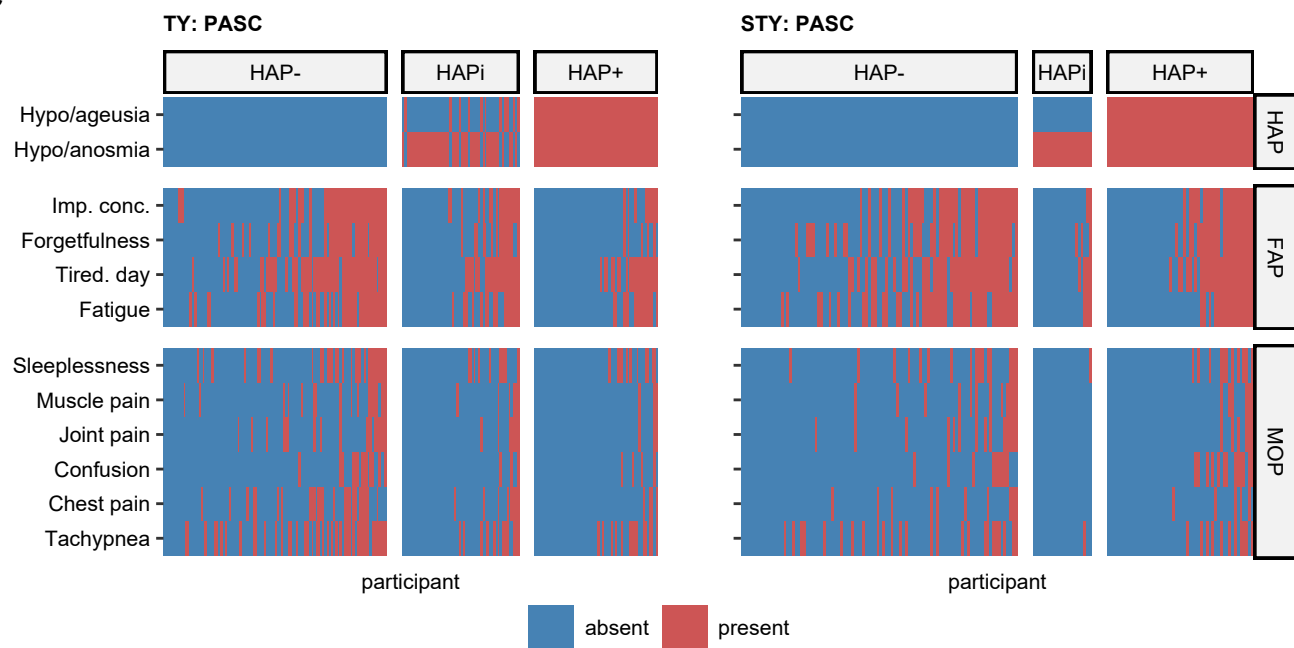 TY: PASC
STY: PASC
HAP-
HAPi
HAP+
HAP-
HAPi
HAP+
Hypo/ageusia
Hypo/anosmia
HAP
Imp. conc.
Forgetfulness
Tired. day
Fatigue
FAP
Sleeplessness
Muscle pain
Joint pain
Confusion
Chest pain
Tachypnea
MOP
participant
participant
absent
present